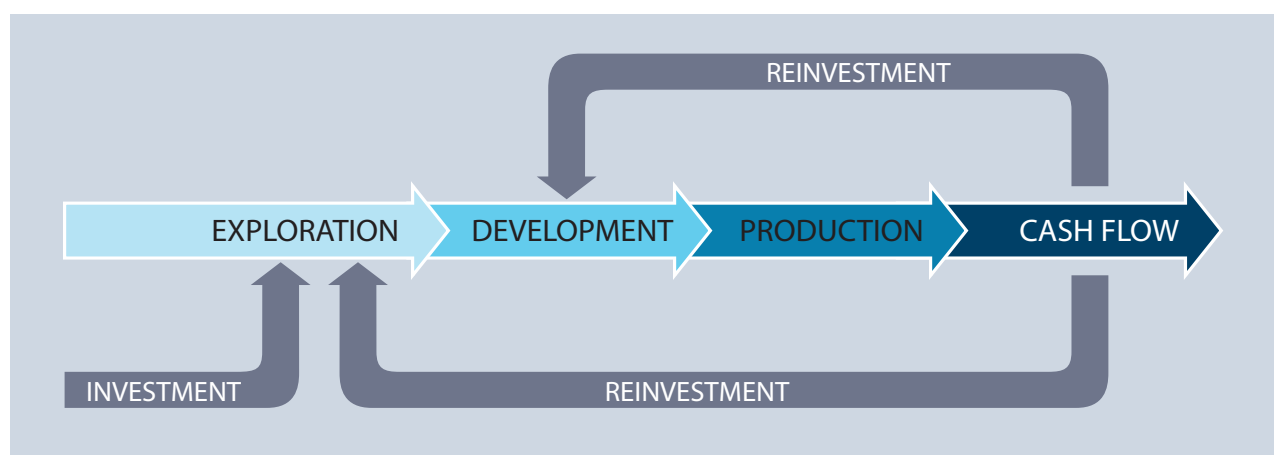 REINVESTMENT
EXPLORATION
DEVELOPMENT
PRODUCTION
CASH FLOW
INVESTMENT
REINVESTMENT